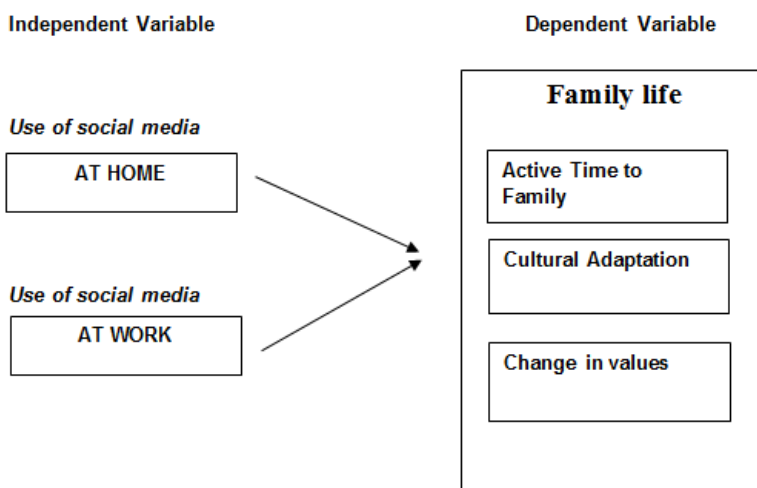 Independent Variable
Dependent Variable
Family life
Use of social media
AT HOME
Active Time to
Family
Cultural Adaptation
Use of social media
AT WORK
Change in values